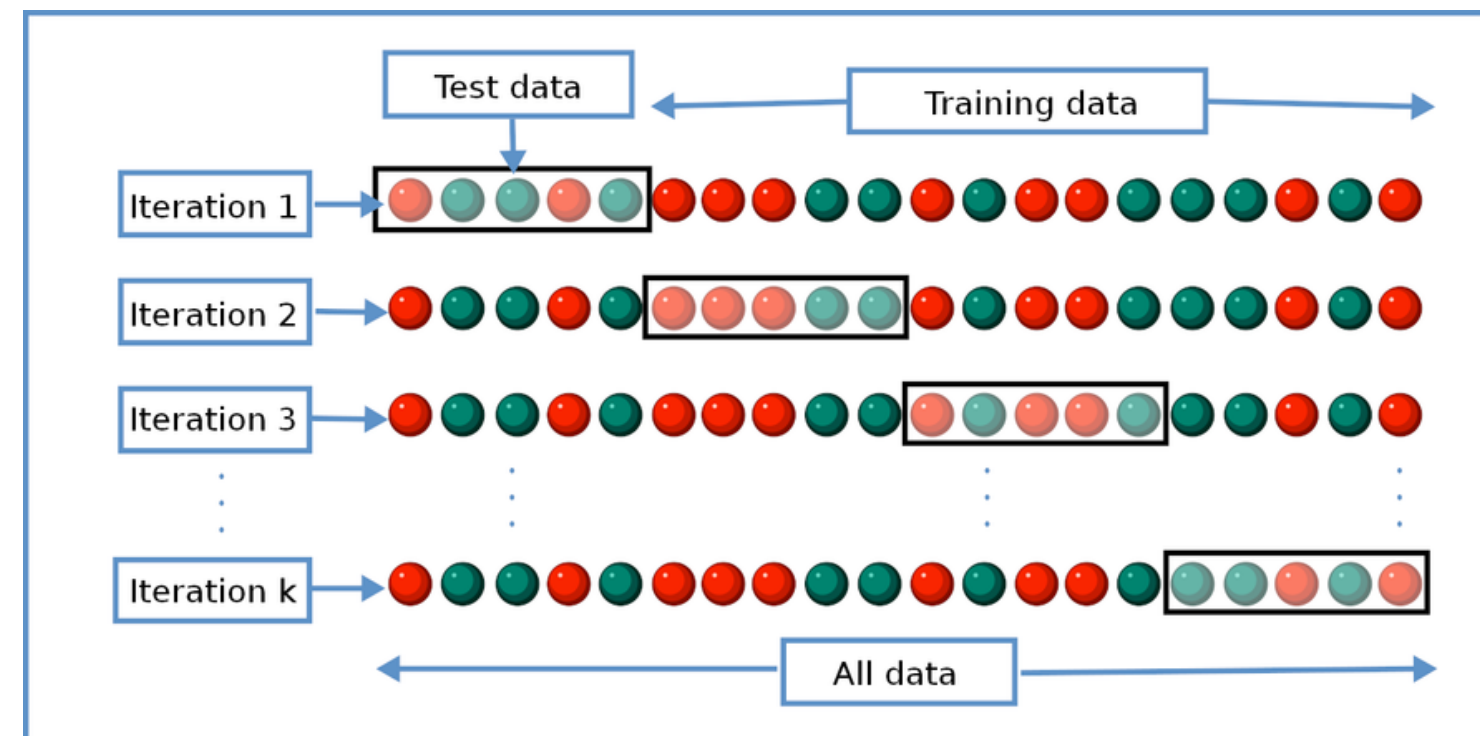 Test data
Training data
Iteration 1
Iteration 2
Iteration 3
Iteration k
All data